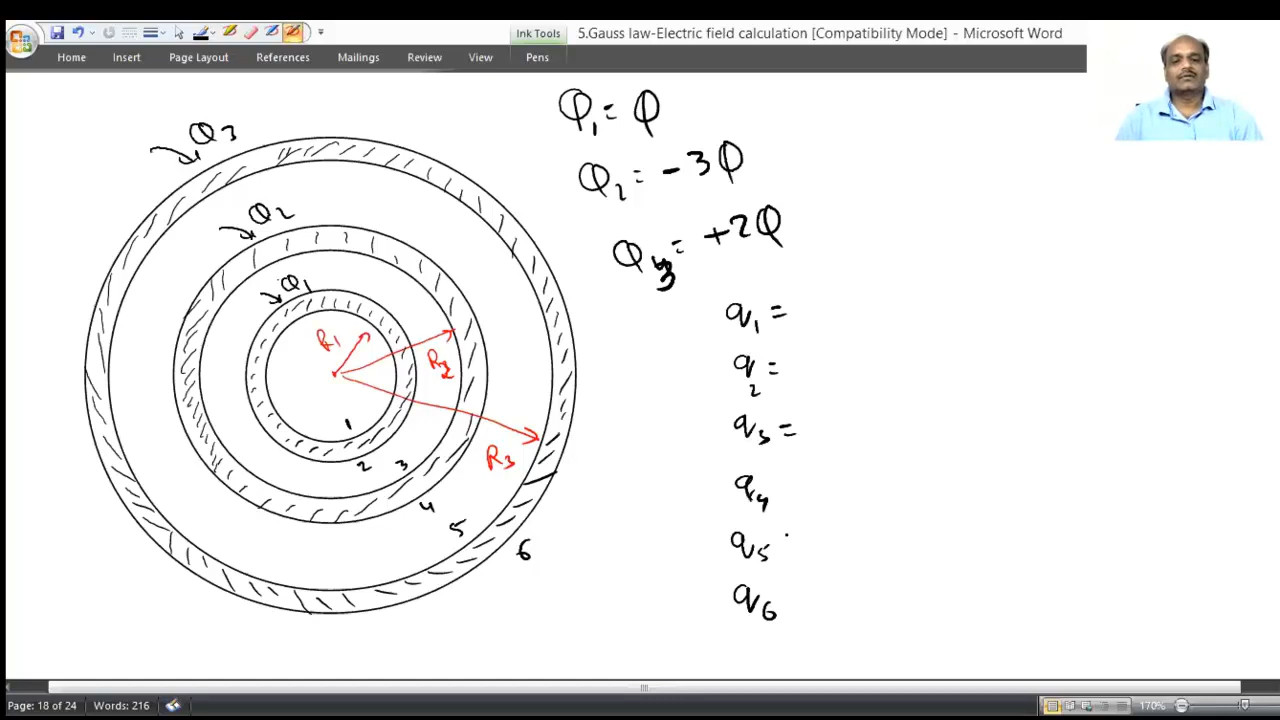 Ink Tools
5.Gauss law-Electric field calculation [Compatibility Mode] - Microsoft Word
Home Insert Page Layout References Mailings Review View Pens
Q3
Q2
Q1
R1
R2
R3
1
2
3
4
5
6
Q1 = Q
Q2 = -3Q
Q3 = +2Q
q1 =
q2 =
q3 =
q4
q5
q6
Page: 18 of 24 Words: 216
170%